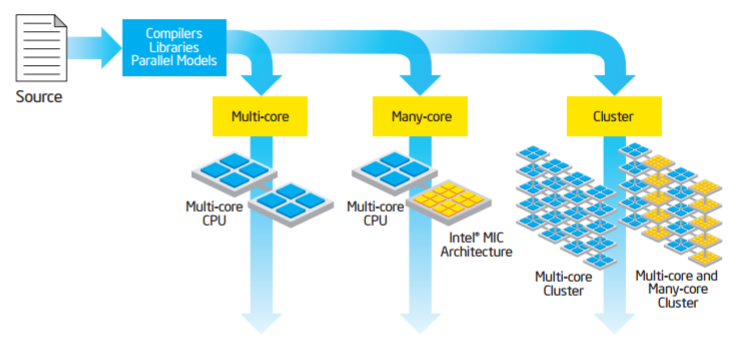 Source
Compilers
Libraries
Parallel Models
Multi-core
Many-core
Cluster
Multi-core
CPU
Multi-core
CPU
Intel® MIC
Architecture
Multi-core
Cluster
Multi-core and
Many-core
Cluster